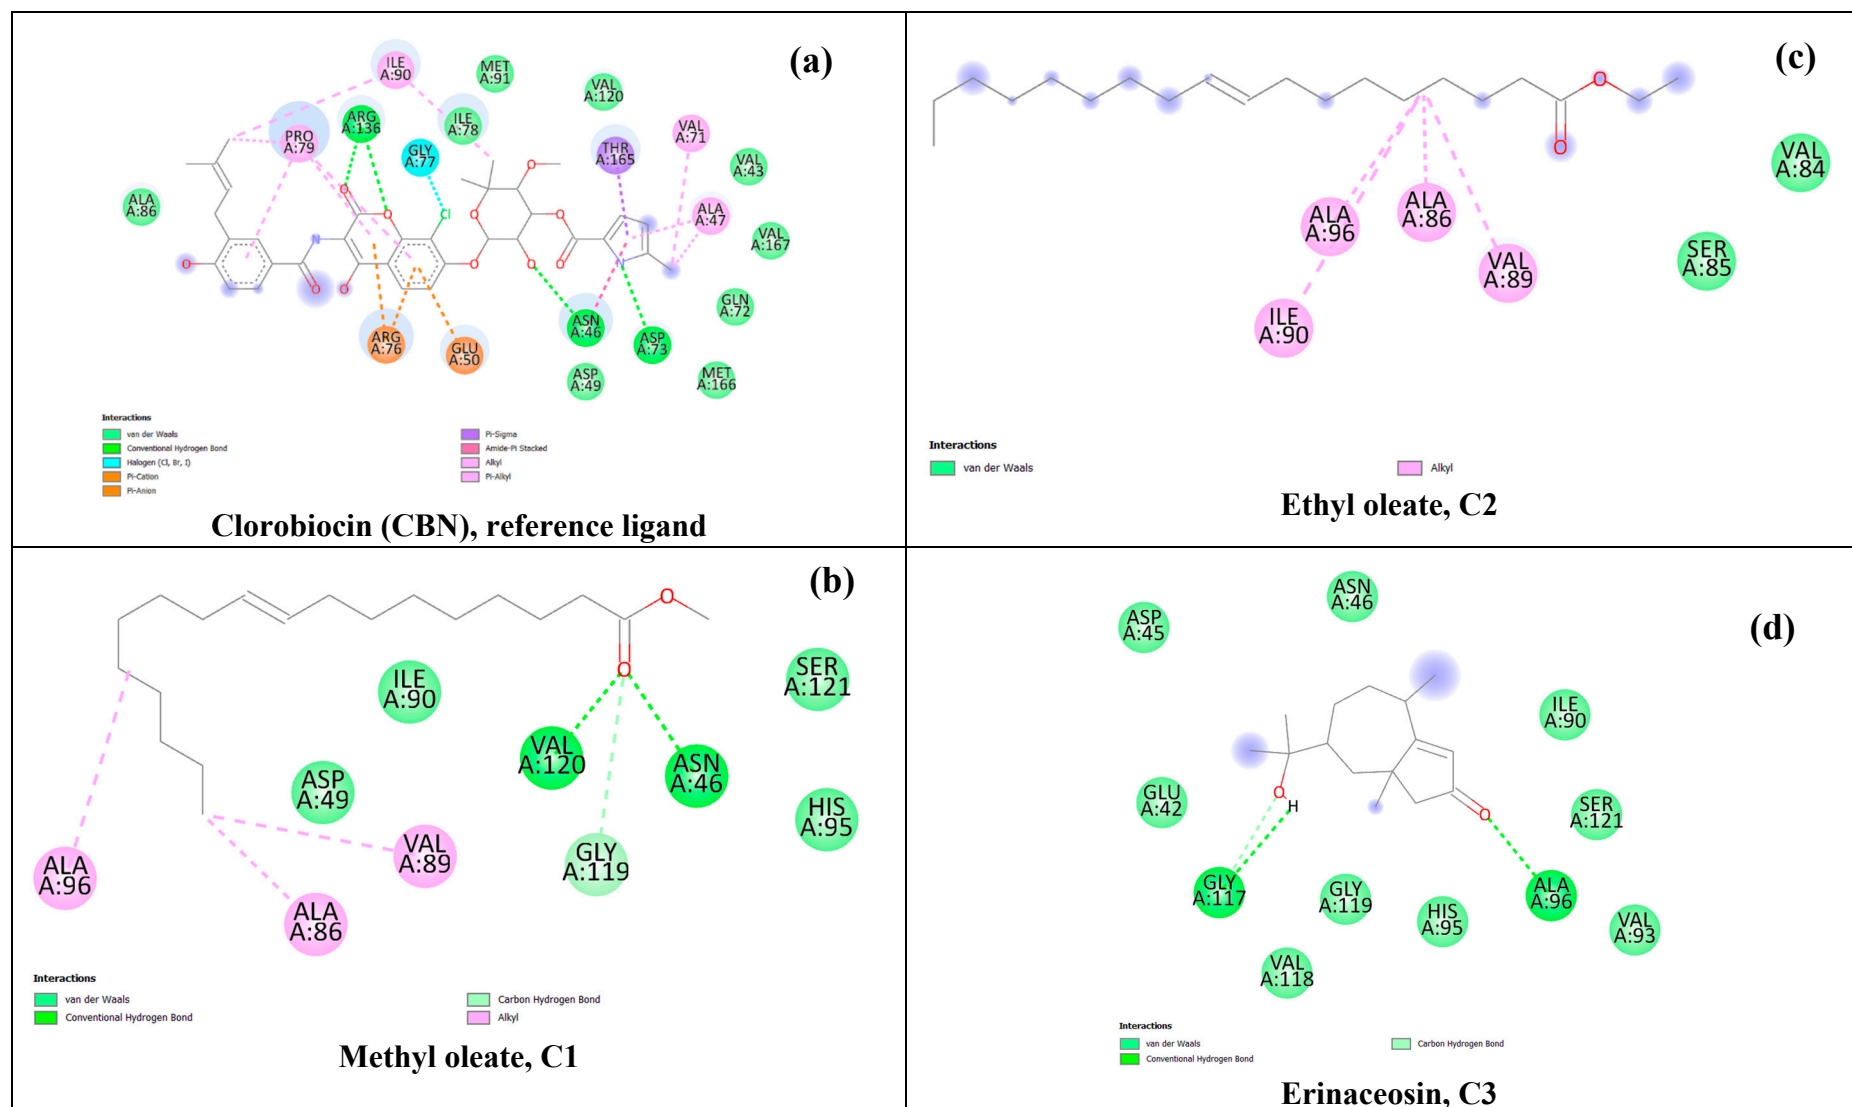 (a)
ILE
A:90
MET
A:91
VAL
A:120
ARG
A:136
ILE
A:78
PRO
A:79
GLY
A:77
THR
A:165
VAL
A:71
VAL
A:43
ALA
A:86
ALA
A:47
VAL
A:167
GLN
A:72
ARG
A:76
GLU
A:50
ASN
A:46
ASP
A:73
ASP
A:49
MET
A:166
O
O
Cl
O
O
O
O
N
O
O
O
O
O
O
N
Interactions
van der Waals
Conventional Hydrogen Bond
Halogen (Cl, Br, I)
Pi-Cation
Pi-Anion
Pi-Sigma
Amide-Pi Stacked
Alkyl
Pi-Alkyl
Clorobiocin (CBN), reference ligand
(c)
O
O
VAL
A:84
ALA
A:96
ALA
A:86
SER
A:85
VAL
A:89
ILE
A:90
Interactions
van der Waals
Alkyl
Ethyl oleate, C2
(b)
O
O
ILE
A:90
SER
A:121
VAL
A:120
ASN
A:46
ASP
A:49
HIS
A:95
VAL
A:89
GLY
A:119
ALA
A:96
ALA
A:86
Interactions
van der Waals
Conventional Hydrogen Bond
Carbon Hydrogen Bond
Alkyl
Methyl oleate, C1
(d)
ASN
A:46
ASP
A:45
ILE
A:90
GLU
A:42
O
H
O
SER
A:121
GLY
A:117
GLY
A:119
HIS
A:95
ALA
A:96
VAL
A:93
VAL
A:118
Interactions
van der Waals
Conventional Hydrogen Bond
Carbon Hydrogen Bond
Erinaceosin, C3